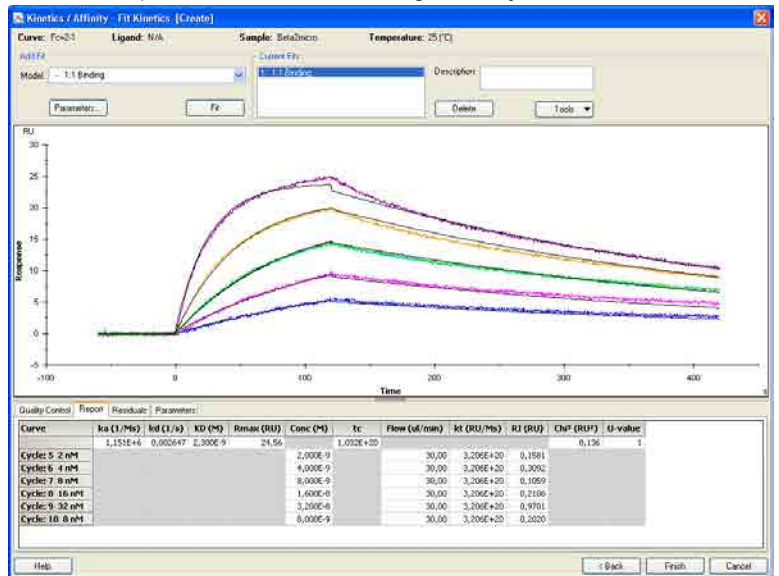 Kinetics / Affinity - Fit Kinetics [Create]
Curve: Fc=2-1 Ligand: N/A Sample: Beta2micro Temperature: 25 (°C)
Add Fit Current Fits
Model: - 1:1 Binding 1: 1:1 Binding Description:
Parameters... Fit Delete Tools
RU
30
25
20
15
10
5
0
-5
Response
-100 0 100 200 300 400
Time s
Quality Control Report Residuals Parameters
Curve ka (1/Ms) kd (1/s) KD (M) Rmax (RU) Conc (M) tc Flow (ul/min) kt (RU/Ms) RI (RU) Chi² (RU²) U-value
1,151E+6 0,002647 2,300E-9 24,56 1,032E+20 0,136 1
Cycle: 5 2 nM 2,000E-9 30,00 3,206E+20 0,1581
Cycle: 6 4 nM 4,000E-9 30,00 3,206E+20 0,3092
Cycle: 7 8 nM 8,000E-9 30,00 3,206E+20 0,1059
Cycle: 8 16 nM 1,600E-8 30,00 3,206E+20 0,2106
Cycle: 9 32 nM 3,200E-8 30,00 3,206E+20 0,9701
Cycle: 10 8 nM 8,000E-9 30,00 3,206E+20 0,2020
Help < Back Finish Cancel